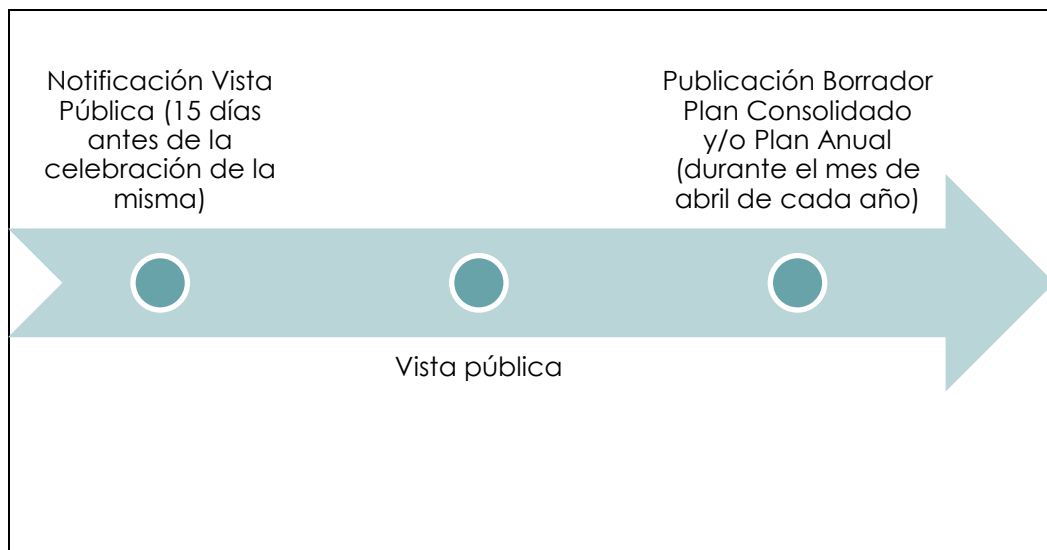 Notificación Vista
Pública (15 días
antes de la
celebración de la
misma)
Vista pública
Publicación Borrador
Plan Consolidado
y/o Plan Anual
(durante el mes de
abril de cada año)